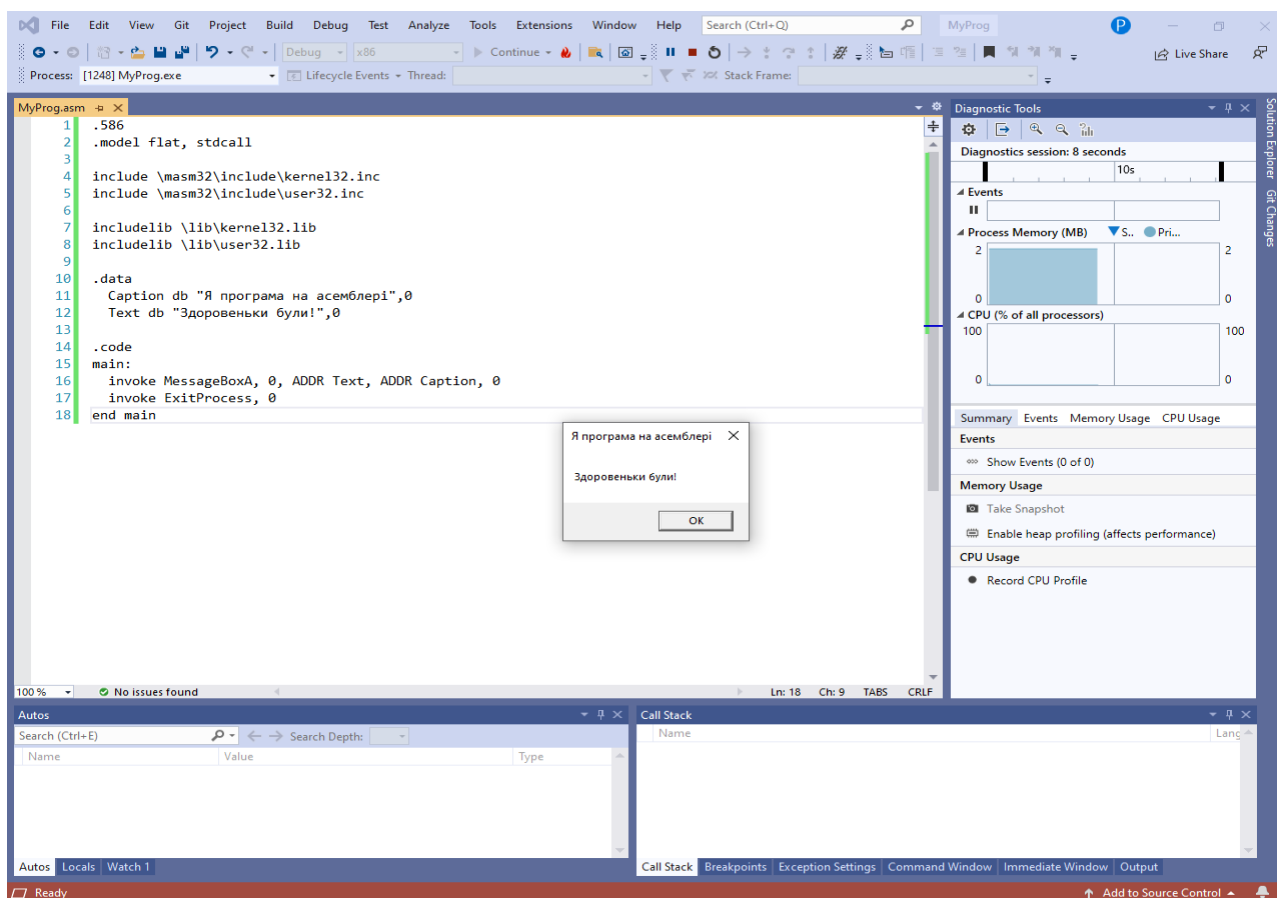 File Edit View Git Project Build Debug Test Analyze Tools Extensions Window Help Search (Ctrl+Q) MyProg P
Debug x86 Continue Live Share
Process: [1248] MyProg.exe Lifecycle Events Thread: Stack Frame:
MyProg.asm
1 .586
2 .model flat, stdcall
3
4 include \masm32\include\kernel32.inc
5 include \masm32\include\user32.inc
6
7 includelib \lib\kernel32.lib
8 includelib \lib\user32.lib
9
10 .data
11 Caption db "Я програма на асемблері",0
12 Text db "Здоровеньки були!",0
13
14 .code
15 main:
16 invoke MessageBoxA, 0, ADDR Text, ADDR Caption, 0
17 invoke ExitProcess, 0
18 end main
Я програма на асемблері
Здоровеньки були!
OK
100 % No issues found Ln: 18 Ch: 9 TABS CRLF
Diagnostic Tools
Diagnostics session: 8 seconds
10s
Events
Process Memory (MB) S.. Pri...
2 2
0 0
CPU (% of all processors)
100 100
0 0
Summary Events Memory Usage CPU Usage
Events
Show Events (0 of 0)
Memory Usage
Take Snapshot
Enable heap profiling (affects performance)
CPU Usage
Record CPU Profile
Solution Explorer
Git Changes
Autos
Search (Ctrl+E) Search Depth:
Name Value Type
Autos Locals Watch 1
Call Stack
Name Lang
Call Stack Breakpoints Exception Settings Command Window Immediate Window Output
Ready Add to Source Control